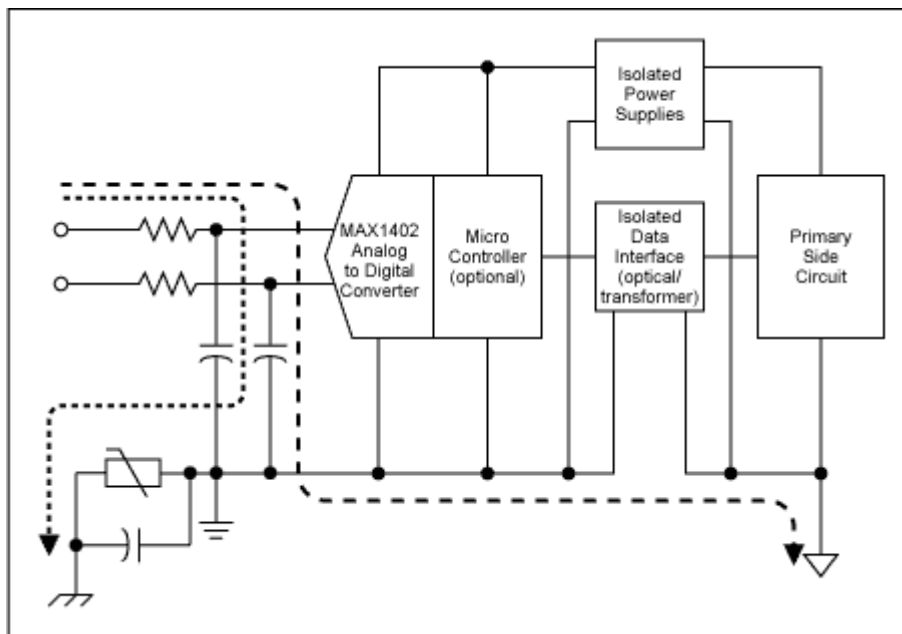 Isolated
Power
Supplies
MAX1402
Analog
to Digital
Converter
Micro
Controller
(optional)
Isolated
Data
Interface
(optical/
transformer)
Primary
Side
Circuit